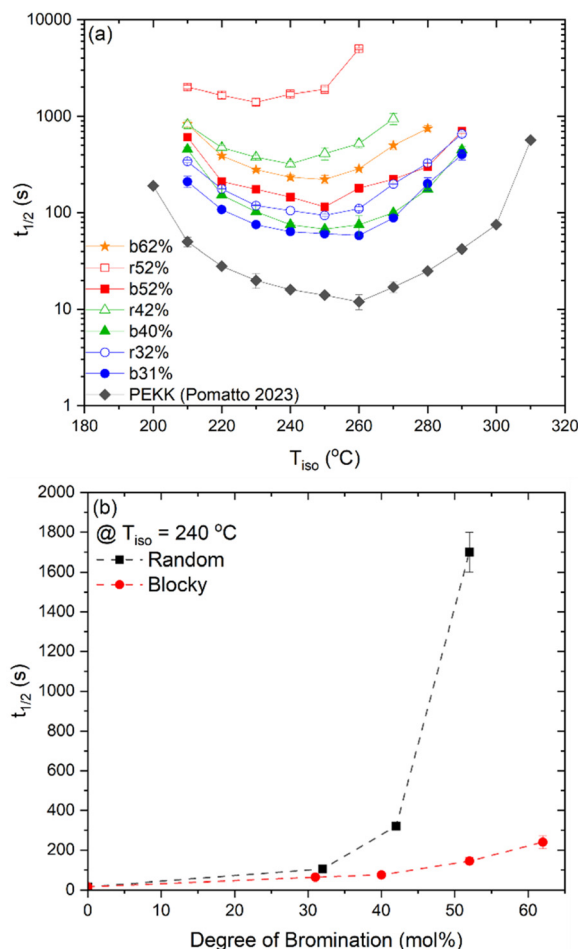 (a)
10000
1000
100
10
1
t1/2 (s)
b62%
r52%
b52%
r42%
b40%
r32%
b31%
PEKK (Pomatto 2023)
180 200 220 240 260 280 300 320
Tiso (°C)
(b)
@ Tiso = 240 °C
Random
Blocky
2000
1800
1600
1400
1200
1000
800
600
400
200
0
t1/2 (s)
0 10 20 30 40 50 60
Degree of Bromination (mol%)